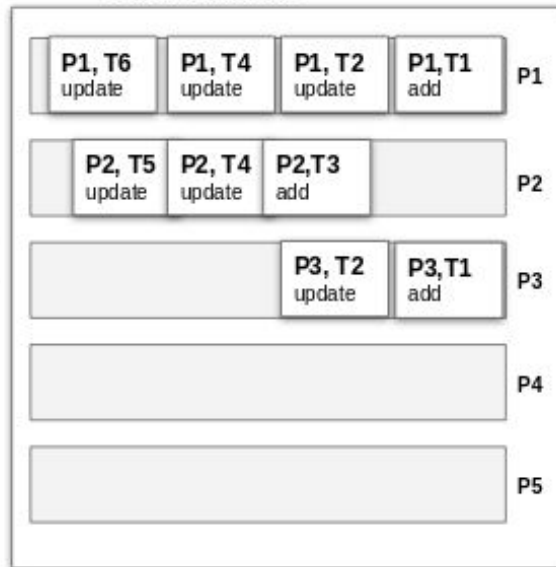 P1, T6
update
P1, T4
update
P1, T2
update
P1,T1
add
P1
P2, T5
update
P2, T4
update
P2,T3
add
P2
P3, T2
update
P3,T1
add
P3
P4
P5